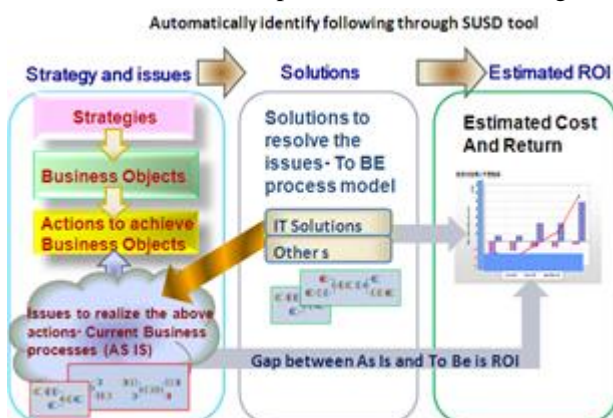 Automatically identify following through SUSD tool
Strategy and issues
Solutions
Estimated ROI
Strategies
Business Objects
Actions to achieve
Business Objects
Issues to realize the above
actions- Current Business
processes (AS IS)
Solutions to
resolve the
issues- To BE
process model
IT Solutions
Others
Estimated Cost
And Return
Gap between As Is and To Be is ROI